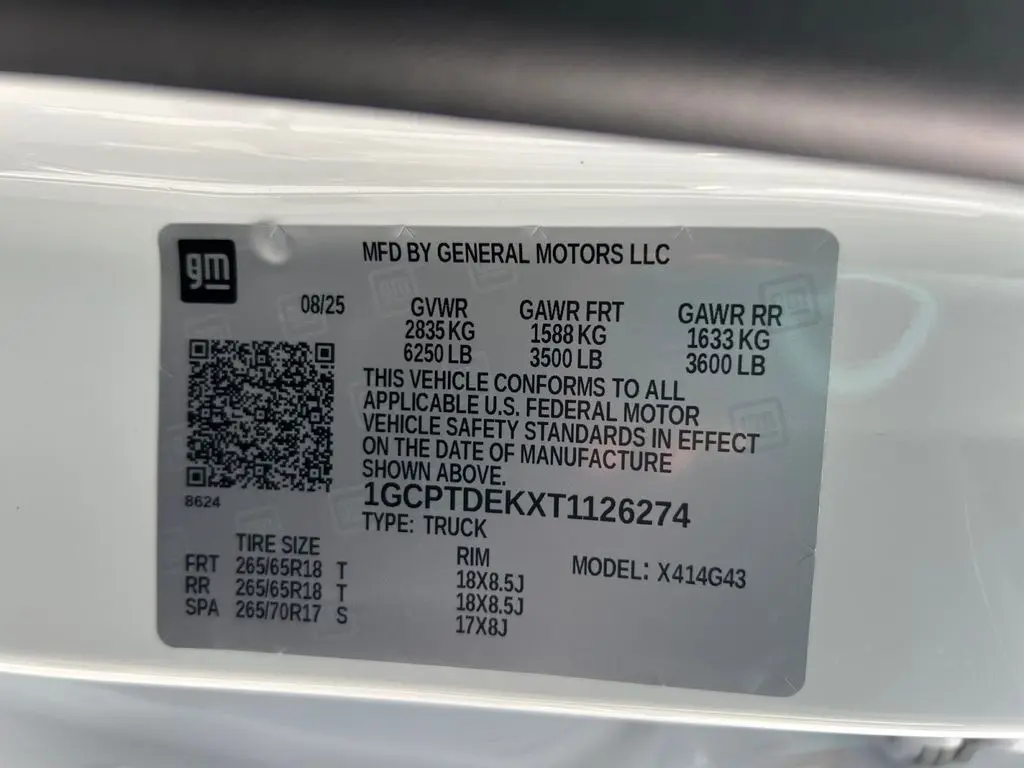 gm
MFD BY GENERAL MOTORS LLC
08/25
GVWR GAWR FRT GAWR RR
2835 KG 1588 KG 1633 KG
6250 LB 3500 LB 3600 LB
THIS VEHICLE CONFORMS TO ALL
APPLICABLE U.S. FEDERAL MOTOR
VEHICLE SAFETY STANDARDS IN EFFECT
ON THE DATE OF MANUFACTURE
SHOWN ABOVE.
8624
1GCPTDEKXT1126274
TYPE: TRUCK
TIRE SIZE RIM MODEL: X414G43
FRT 265/65R18 T 18X8.5J
RR 265/65R18 T 18X8.5J
SPA 265/70R17 S 17X8J